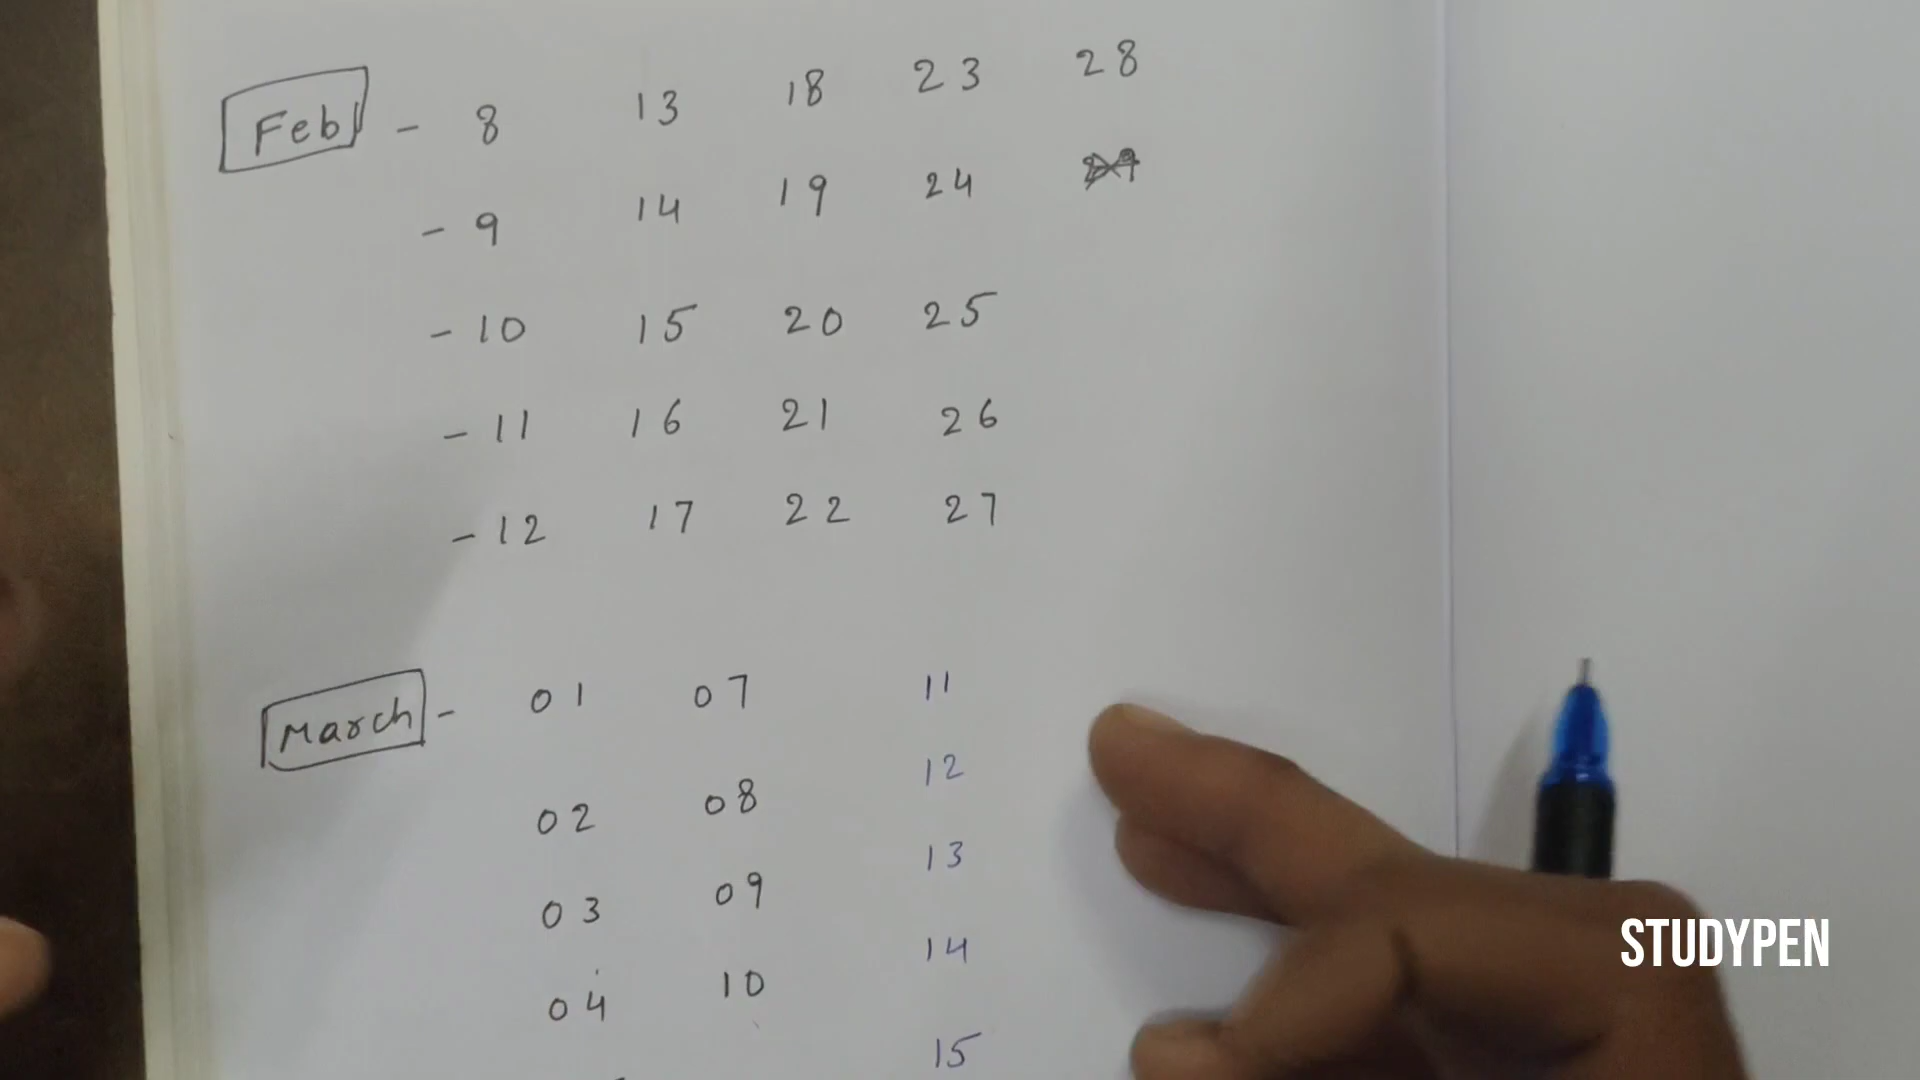 Feb - 8 13 18 23 28
- 9 14 19 24
- 10 15 20 25
- 11 16 21 26
- 12 17 22 27
March - 01 07 11
02 08 12
03 09 13
04 10 14
15
STUDYPEN